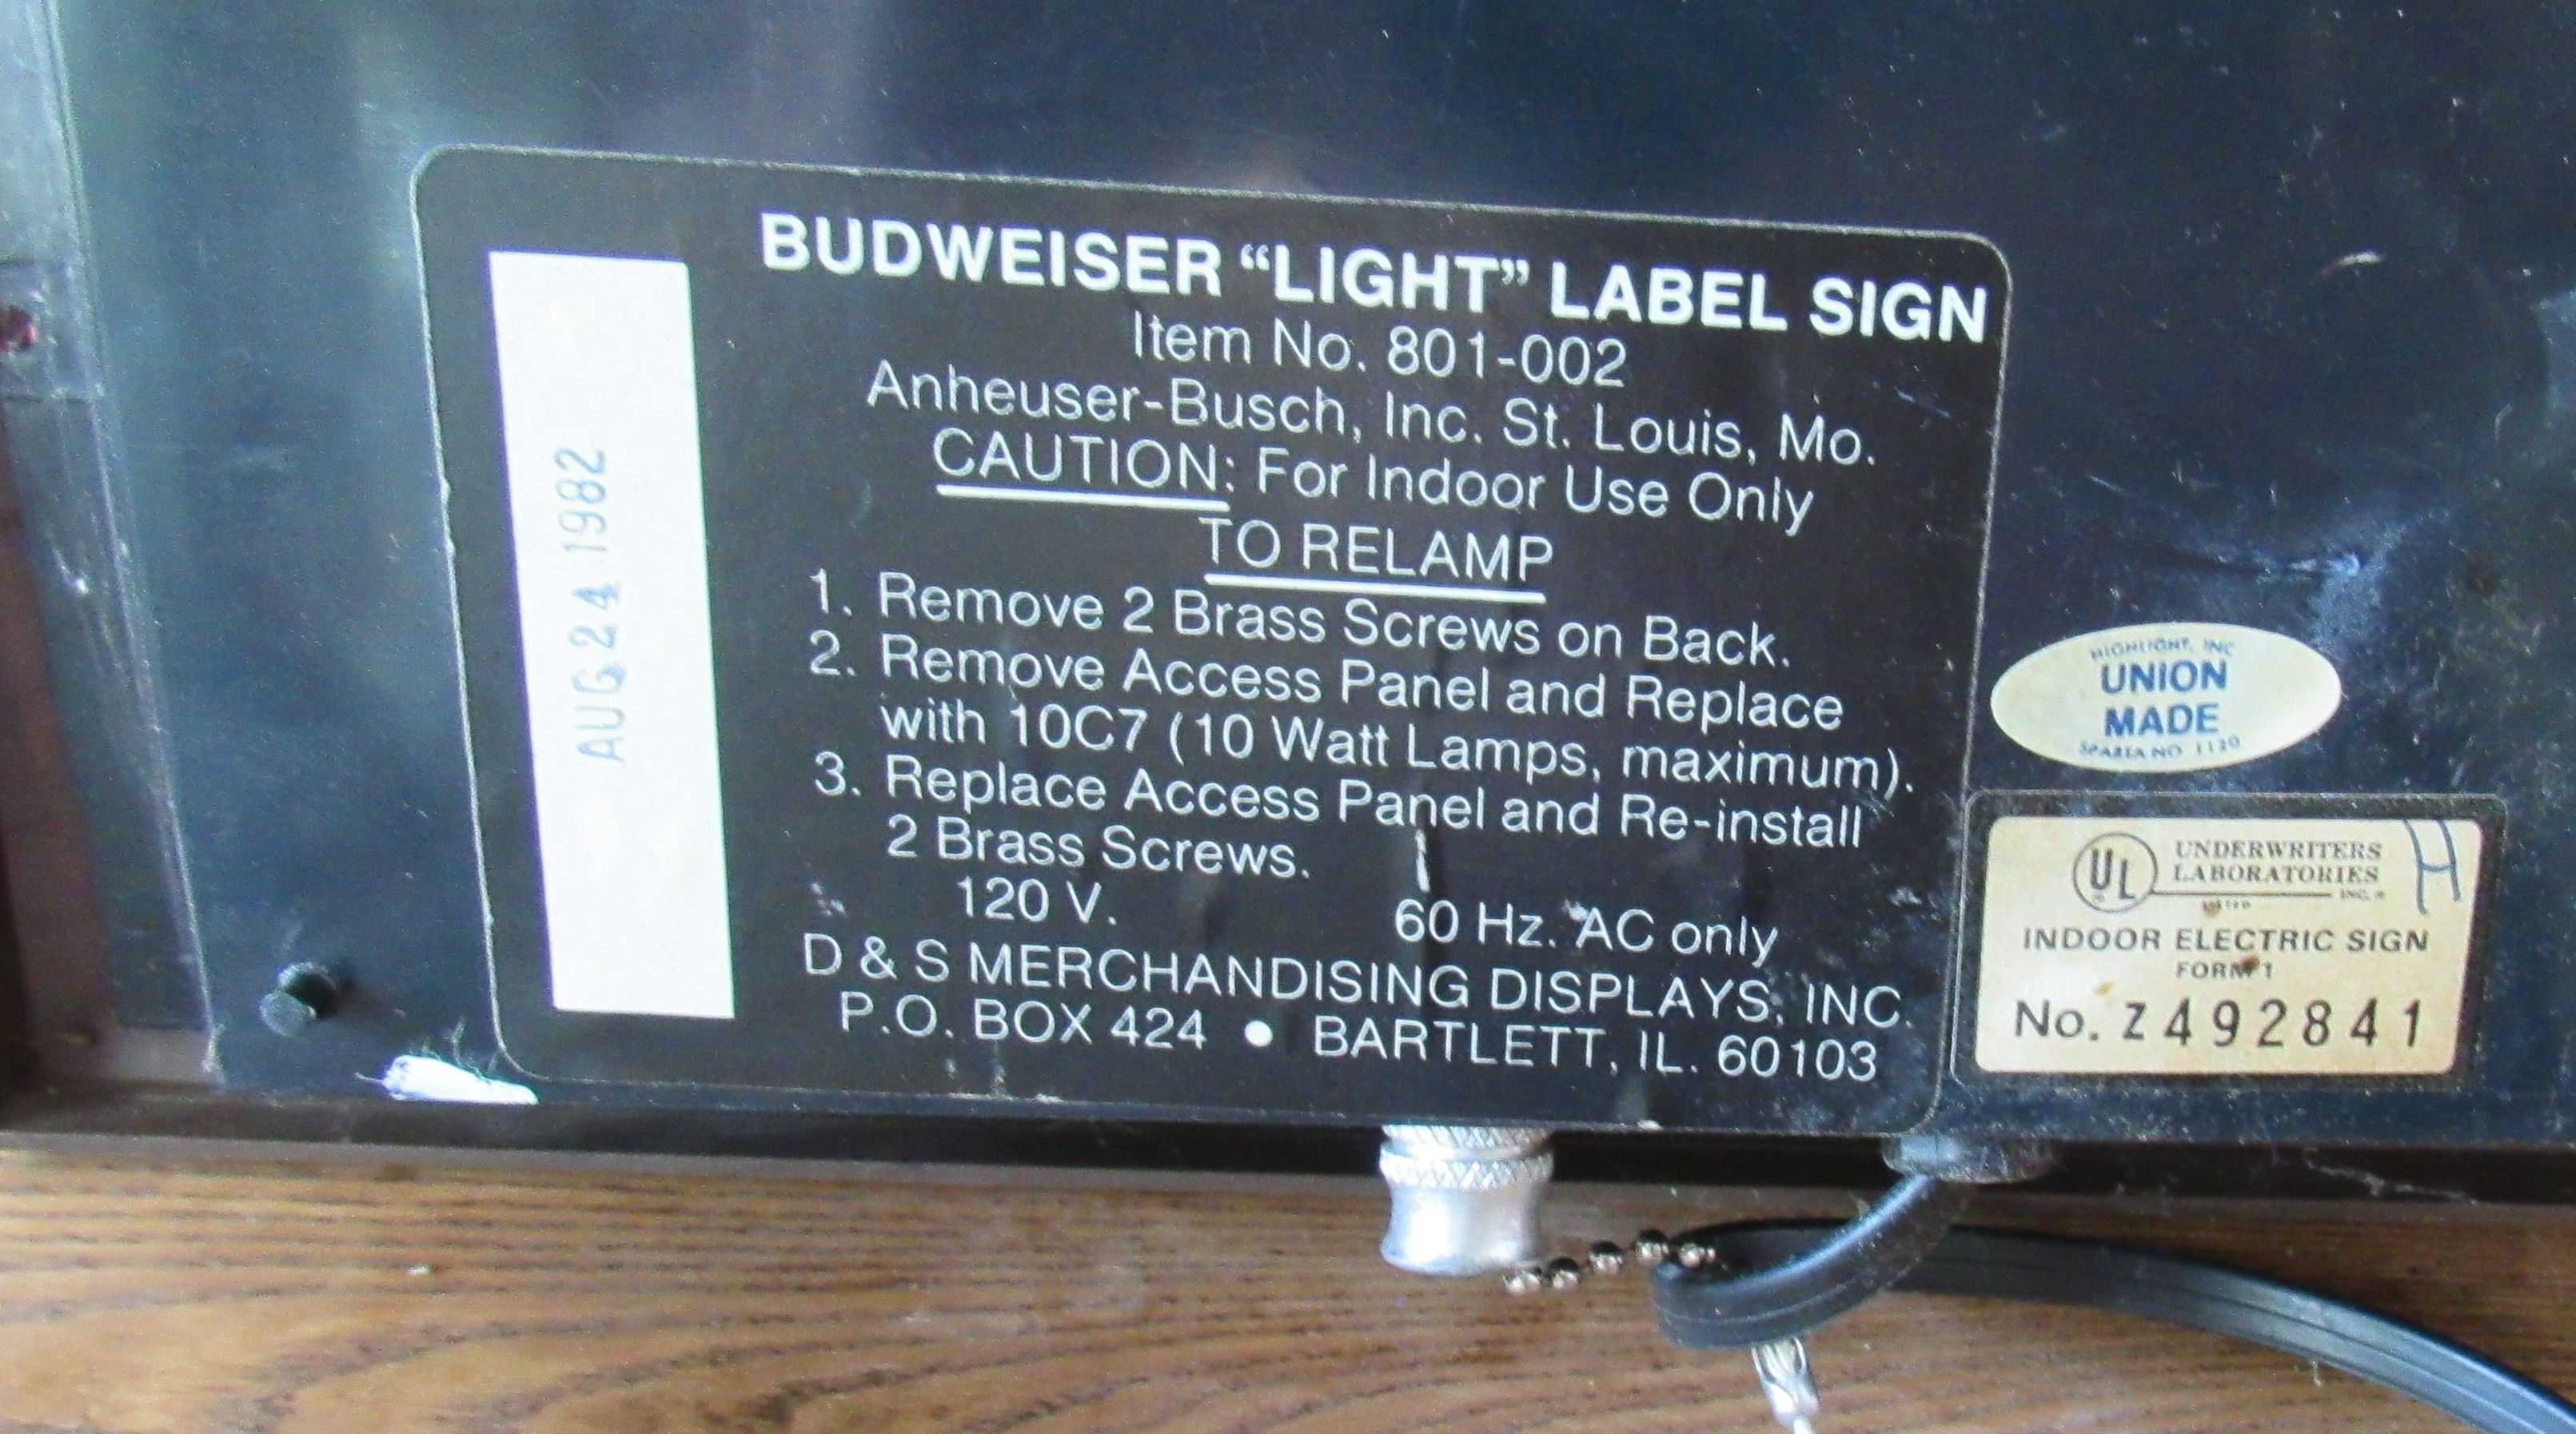 BUDWEISER “LIGHT” LABEL SIGN
Item No. 801-002
Anheuser-Busch, Inc. St. Louis, Mo.
CAUTION: For Indoor Use Only
TO RELAMP
1. Remove 2 Brass Screws on Back.
2. Remove Access Panel and Replace
with 10C7 (10 Watt Lamps, maximum).
3. Replace Access Panel and Re-install
2 Brass Screws.
120 V. 60 Hz. AC only
D & S MERCHANDISING DISPLAYS, INC.
P.O. BOX 424 • BARTLETT, IL. 60103
AUG 24 1982
HIGHLIGHT, INC
UNION
MADE
SPARTA NO. 1120
UL
UNDERWRITERS
LABORATORIES
INC. ®
LISTED
H
INDOOR ELECTRIC SIGN
FORM 1
No. Z492841